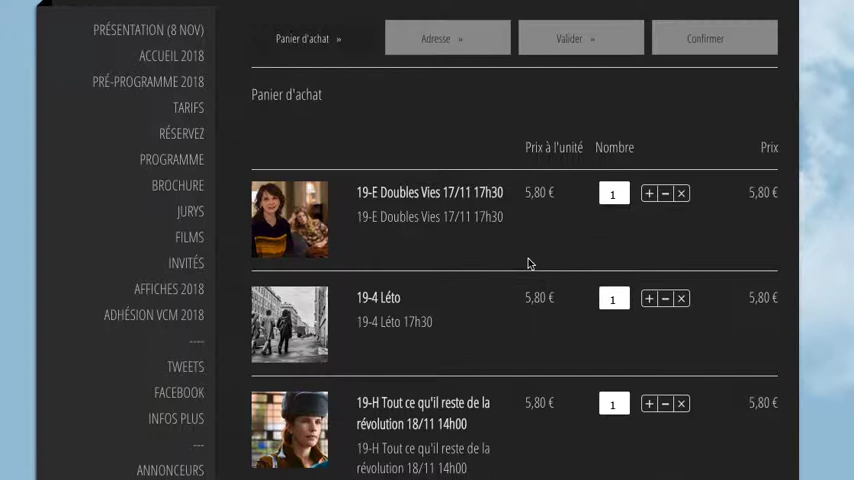 PRÉSENTATION (8 NOV)
ACCUEIL 2018
PRÉ-PROGRAMME 2018
TARIFS
RÉSERVEZ
PROGRAMME
BROCHURE
JURYS
FILMS
INVITÉS
AFFICHES 2018
ADHÉSION VCM 2018
----
TWEETS
FACEBOOK
INFOS PLUS
---
ANNONCEURS
Panier d'achat »
Adresse »
Valider »
Confirmer
Panier d'achat
Prix à l'unité Nombre Prix
19-E Doubles Vies 17/11 17h30 5,80 € 1 + − × 5,80 €
19-E Doubles Vies 17/11 17h30
19-4 Léto 5,80 € 1 + − × 5,80 €
19-4 Léto 17h30
19-H Tout ce qu'il reste de la 5,80 € 1 + − × 5,80 €
révolution 18/11 14h00
19-H Tout ce qu'il reste de la
révolution 18/11 14h00